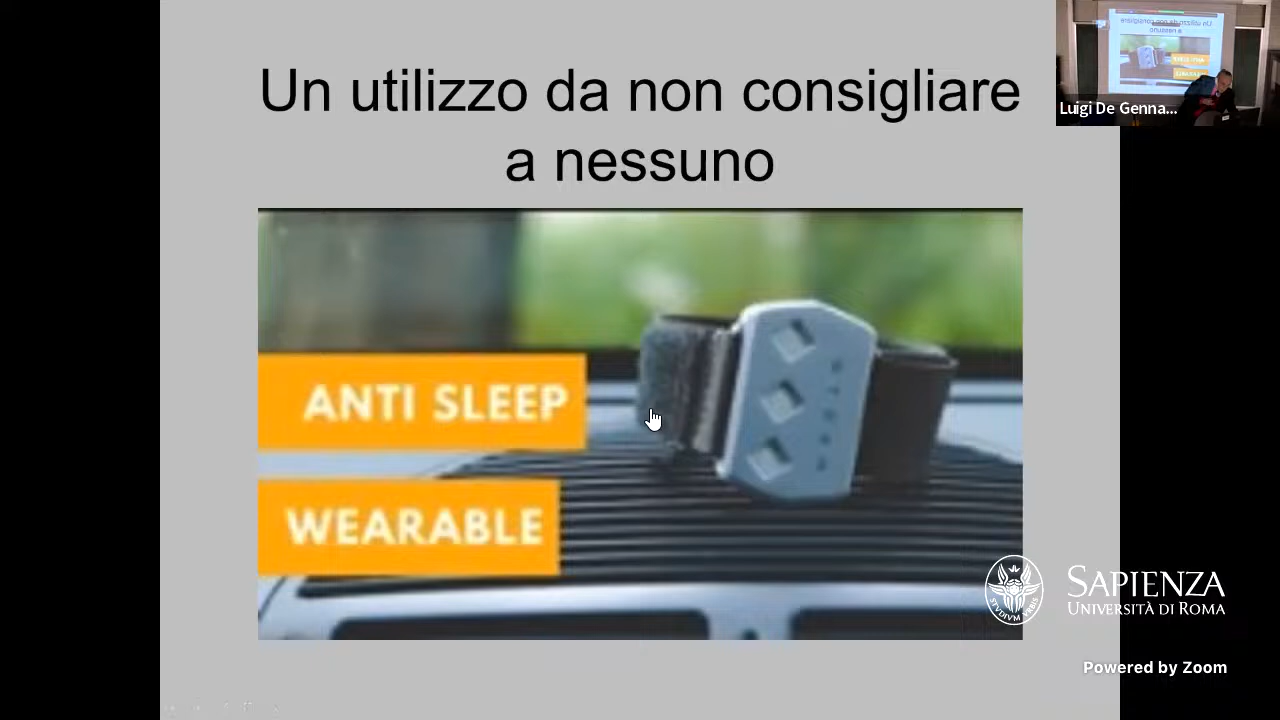 Un utilizzo da non consigliare
a nessuno
Luigi De Genna...
ANTI SLEEP
WEARABLE
SAPIENZA
UNIVERSITÀ DI ROMA
Powered by Zoom